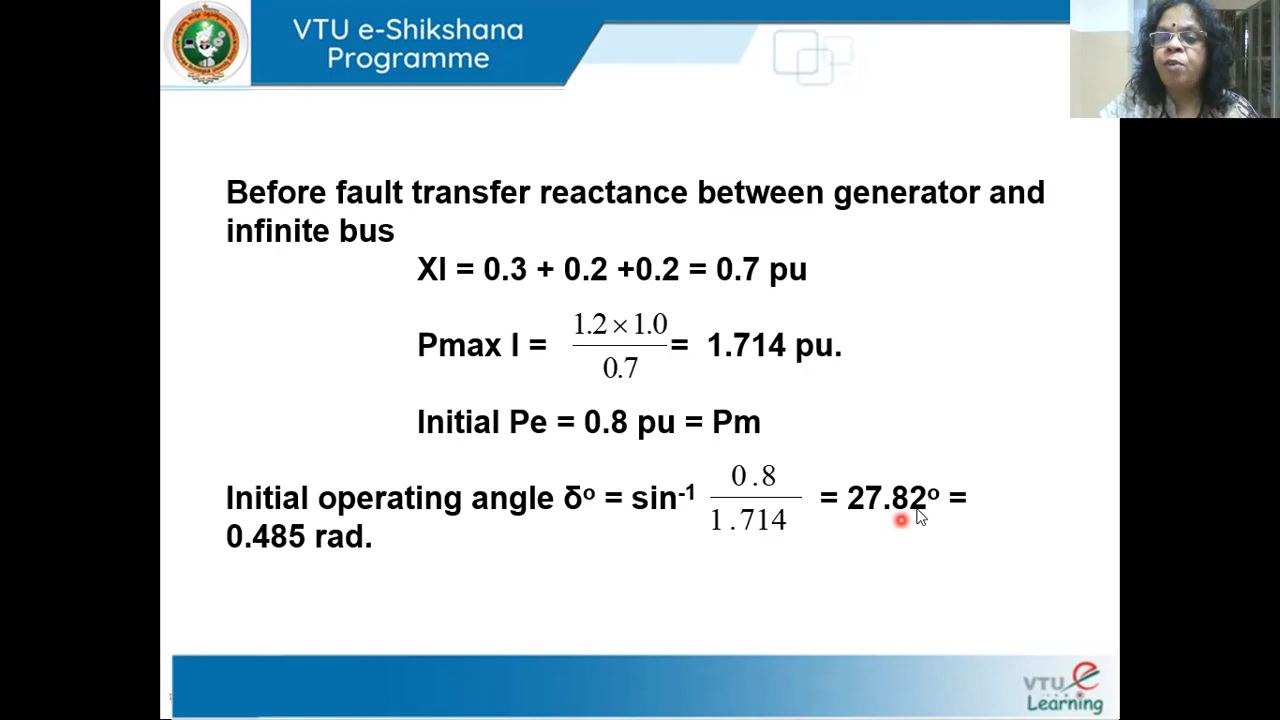 VTU e-Shikshana
Programme
Before fault transfer reactance between generator and
infinite bus
XI = 0.3 + 0.2 +0.2 = 0.7 pu
Pmax I = 1.2 × 1.0 / 0.7 = 1.714 pu.
Initial Pe = 0.8 pu = Pm
Initial operating angle δᵒ = sin⁻¹ 0.8 / 1.714 = 27.82ᵒ =
0.485 rad.
VTU e
Learning